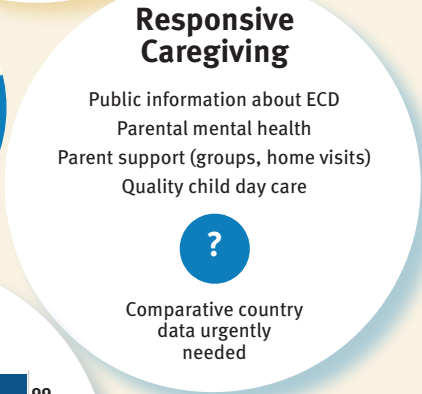 Responsive
Caregiving
Public information about ECD
Parental mental health
Parent support (groups, home visits)
Quality child day care
?
Comparative country
data urgently
needed